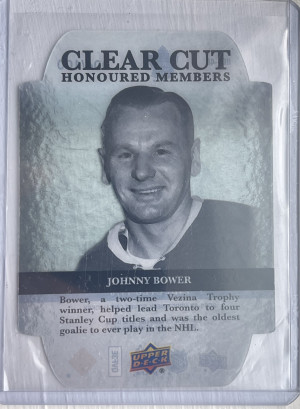 CLEAR CUT
HONOURED MEMBERS
JOHNNY BOWER
Bower, a two-time Vezina Trophy
winner, helped lead Toronto to four
Stanley Cup titles and was the oldest
goalie to ever play in the NHL.
UPPER
DECK